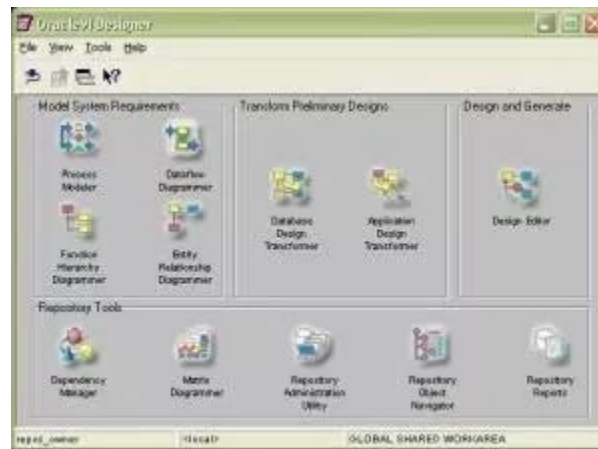 Oracle9i Designer
File View Tools Help
Model System Requirements
Transform Preliminary Designs
Design and Generate
Process
Modeler
Dataflow
Diagrammer
Database
Design
Transformer
Application
Design
Transformer
Design Editor
Function
Hierarchy
Diagrammer
Entity
Relationship
Diagrammer
Repository Tools
Dependency
Manager
Matrix
Diagrammer
Repository
Administration
Utility
Repository
Object
Navigator
Repository
Reports
repos_owner
<local>
GLOBAL SHARED WORKAREA